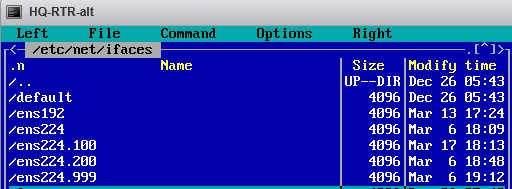 HQ-RTR-alt
Left File Command Options Right
<─ /etc/net/ifaces .[^]>
.n Name Size Modify time
/.. UP--DIR Dec 26 05:43
/default 4096 Dec 26 05:43
/ens192 4096 Mar 13 17:24
/ens224 4096 Mar 6 18:09
/ens224.100 4096 Mar 17 18:13
/ens224.200 4096 Mar 6 18:48
/ens224.999 4096 Mar 6 19:12